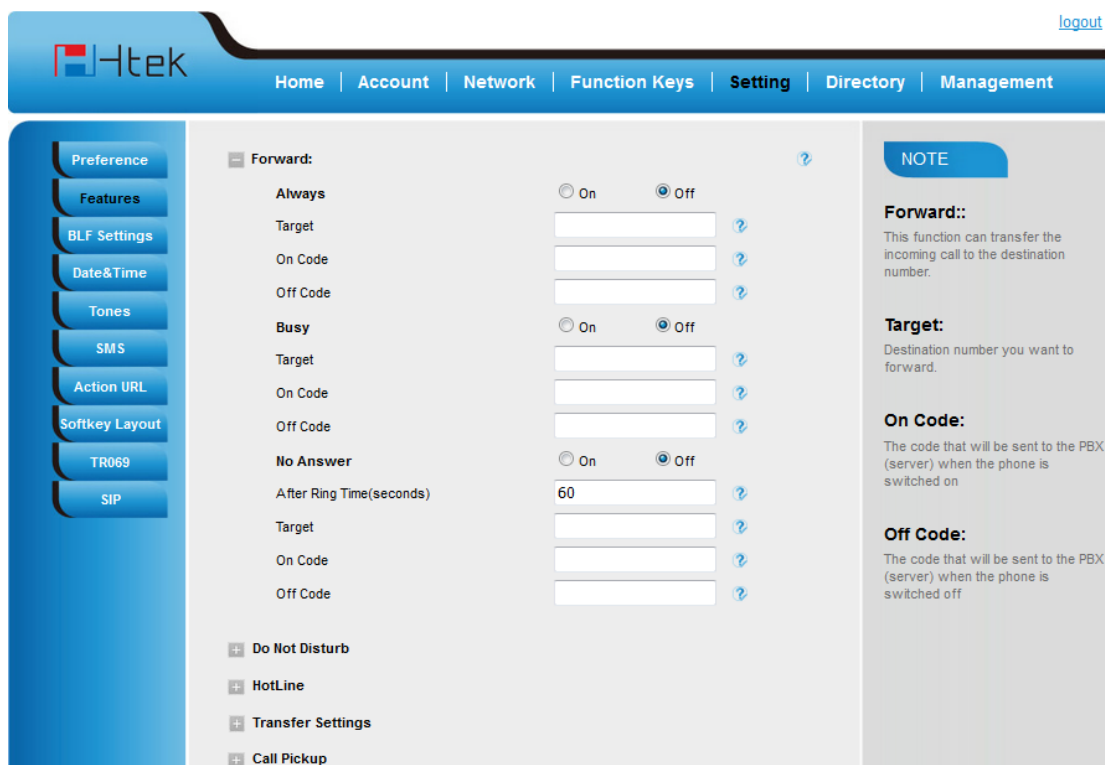 logout
Htek
Home Account Network Function Keys Setting Directory Management
Preference
Features
BLF Settings
Date&Time
Tones
SMS
Action URL
Softkey Layout
TR069
SIP
Forward:
Always On Off
Target
On Code
Off Code
Busy On Off
Target
On Code
Off Code
No Answer On Off
After Ring Time(seconds) 60
Target
On Code
Off Code
Do Not Disturb
HotLine
Transfer Settings
Call Pickup
NOTE
Forward::
This function can transfer the
incoming call to the destination
number.
Target:
Destination number you want to
forward.
On Code:
The code that will be sent to the PBX
(server) when the phone is
switched on
Off Code:
The code that will be sent to the PBX
(server) when the phone is
switched off